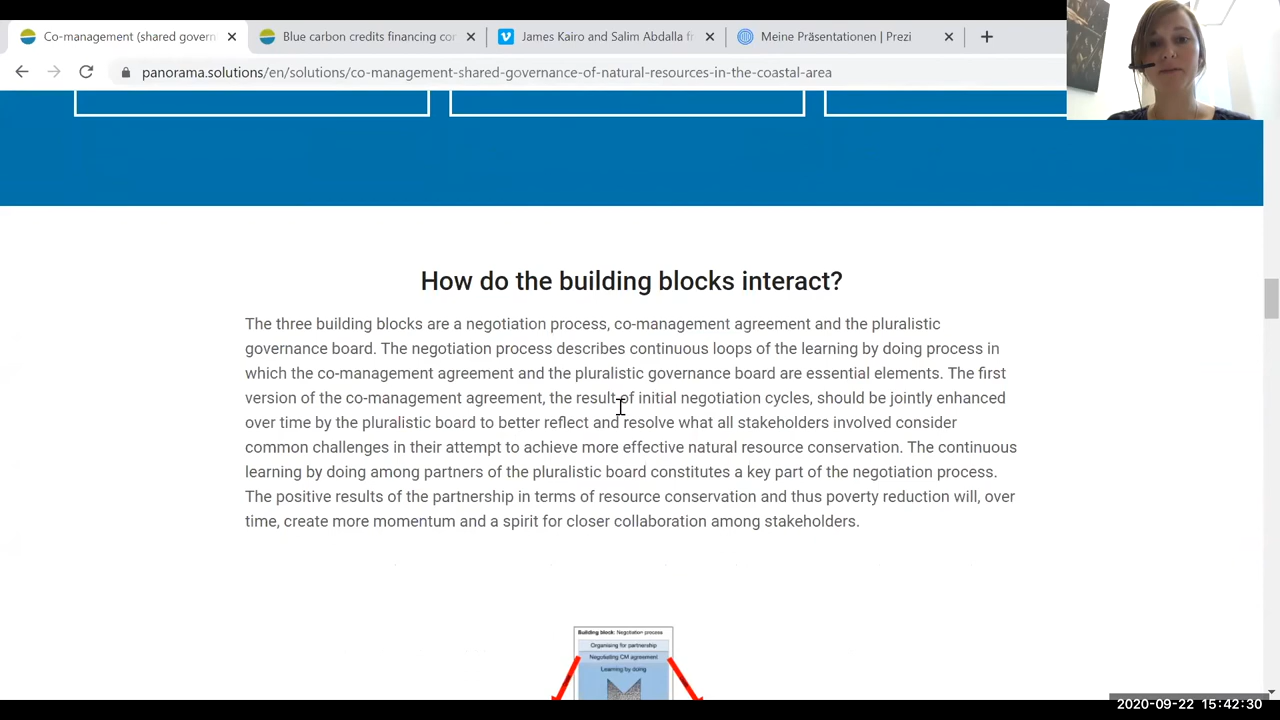 Co-management (shared govern
Blue carbon credits financing cor
James Kairo and Salim Abdalla fr
Meine Präsentationen | Prezi
panorama.solutions/en/solutions/co-management-shared-governance-of-natural-resources-in-the-coastal-area
How do the building blocks interact?
The three building blocks are a negotiation process, co-management agreement and the pluralistic
governance board. The negotiation process describes continuous loops of the learning by doing process in
which the co-management agreement and the pluralistic governance board are essential elements. The first
version of the co-management agreement, the result of initial negotiation cycles, should be jointly enhanced
over time by the pluralistic board to better reflect and resolve what all stakeholders involved consider
common challenges in their attempt to achieve more effective natural resource conservation. The continuous
learning by doing among partners of the pluralistic board constitutes a key part of the negotiation process.
The positive results of the partnership in terms of resource conservation and thus poverty reduction will, over
time, create more momentum and a spirit for closer collaboration among stakeholders.
Building block: Negotiation process
Organising for partnership
Negotiating CM agreement
Learning by doing
2020-09-22 15:42:30